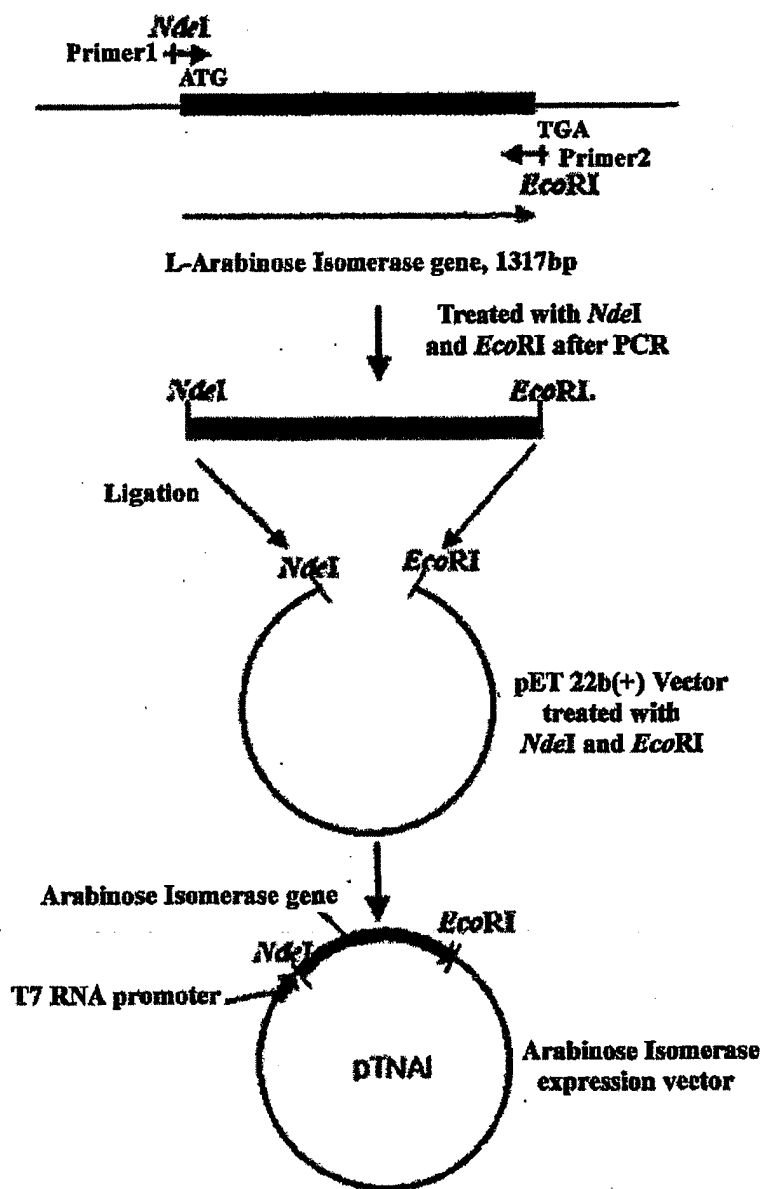 NdeI
Primer1
ATG
TGA
Primer2
EcoRI
L-Arabinose Isomerase gene, 1317bp
Treated with NdeI
and EcoRI after PCR
NdeI
EcoRI.
Ligation
NdeI
EcoRI
pET 22b(+) Vector
treated with
NdeI and EcoRI
Arabinose Isomerase gene
EcoRI
NdeI
T7 RNA promoter
pTNAI
Arabinose Isomerase
expression vector